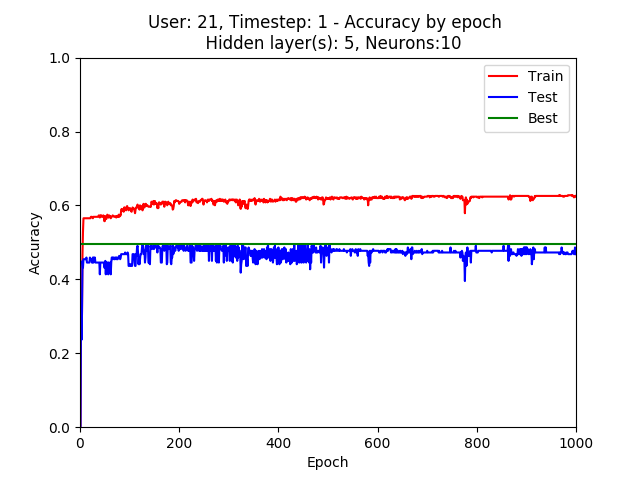 User: 21, Timestep: 1 - Accuracy by epoch
Hidden layer(s): 5, Neurons:10
1.0
0.8
0.6
0.4
0.2
0.0
Accuracy
Train
Test
Best
0
200
400
600
800
1000
Epoch